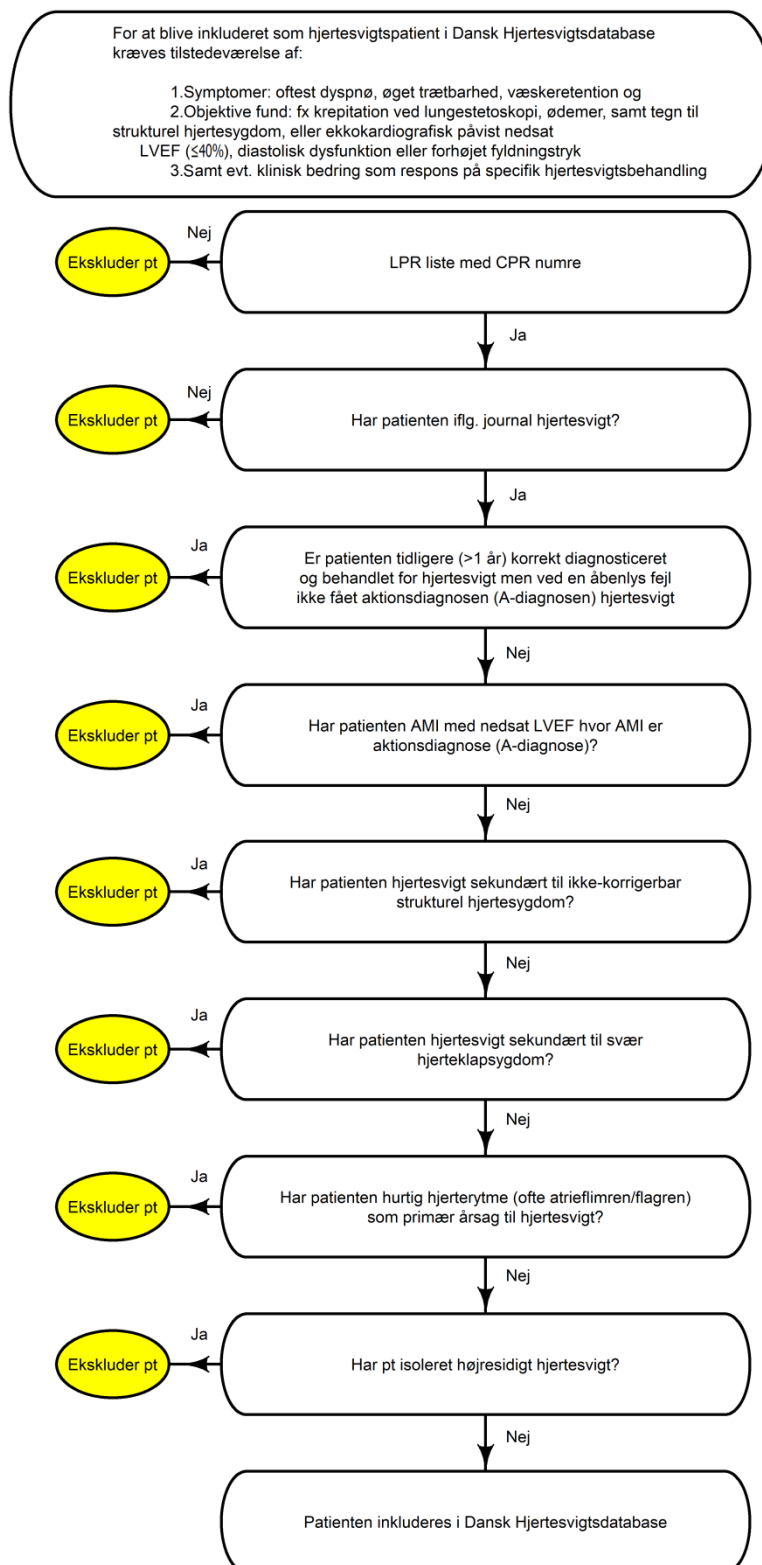 For at blive inkluderet som hjertesvigtspatient i Dansk Hjertesvigtsdatabase
kræves tilstedeværelse af:
1.Symptomer: oftest dyspnø, øget trætbarhed, væskeretention og
2.Objektive fund: fx krepitation ved lungestetoskopi, ødemer, samt tegn til
strukturel hjertesygdom, eller ekkokardiografisk påvist nedsat
LVEF (≤40%), diastolisk dysfunktion eller forhøjet fyldningstryk
3.Samt evt. klinisk bedring som respons på specifik hjertesvigtsbehandling
Nej
Ekskluder pt
LPR liste med CPR numre
Ja
Nej
Ekskluder pt
Har patienten iflg. journal hjertesvigt?
Ja
Ja
Ekskluder pt
Er patienten tidligere (>1 år) korrekt diagnosticeret
og behandlet for hjertesvigt men ved en åbenlys fejl
ikke fået aktionsdiagnosen (A-diagnosen) hjertesvigt
Nej
Ja
Ekskluder pt
Har patienten AMI med nedsat LVEF hvor AMI er
aktionsdiagnose (A-diagnose)?
Nej
Ja
Ekskluder pt
Har patienten hjertesvigt sekundært til ikke-korrigerbar
strukturel hjertesygdom?
Nej
Ja
Ekskluder pt
Har patienten hjertesvigt sekundært til svær
hjerteklapsygdom?
Nej
Ja
Ekskluder pt
Har patienten hurtig hjerterytme (ofte atrieflimren/flagren)
som primær årsag til hjertesvigt?
Nej
Ja
Ekskluder pt
Har pt isoleret højresidigt hjertesvigt?
Nej
Patienten inkluderes i Dansk Hjertesvigtsdatabase